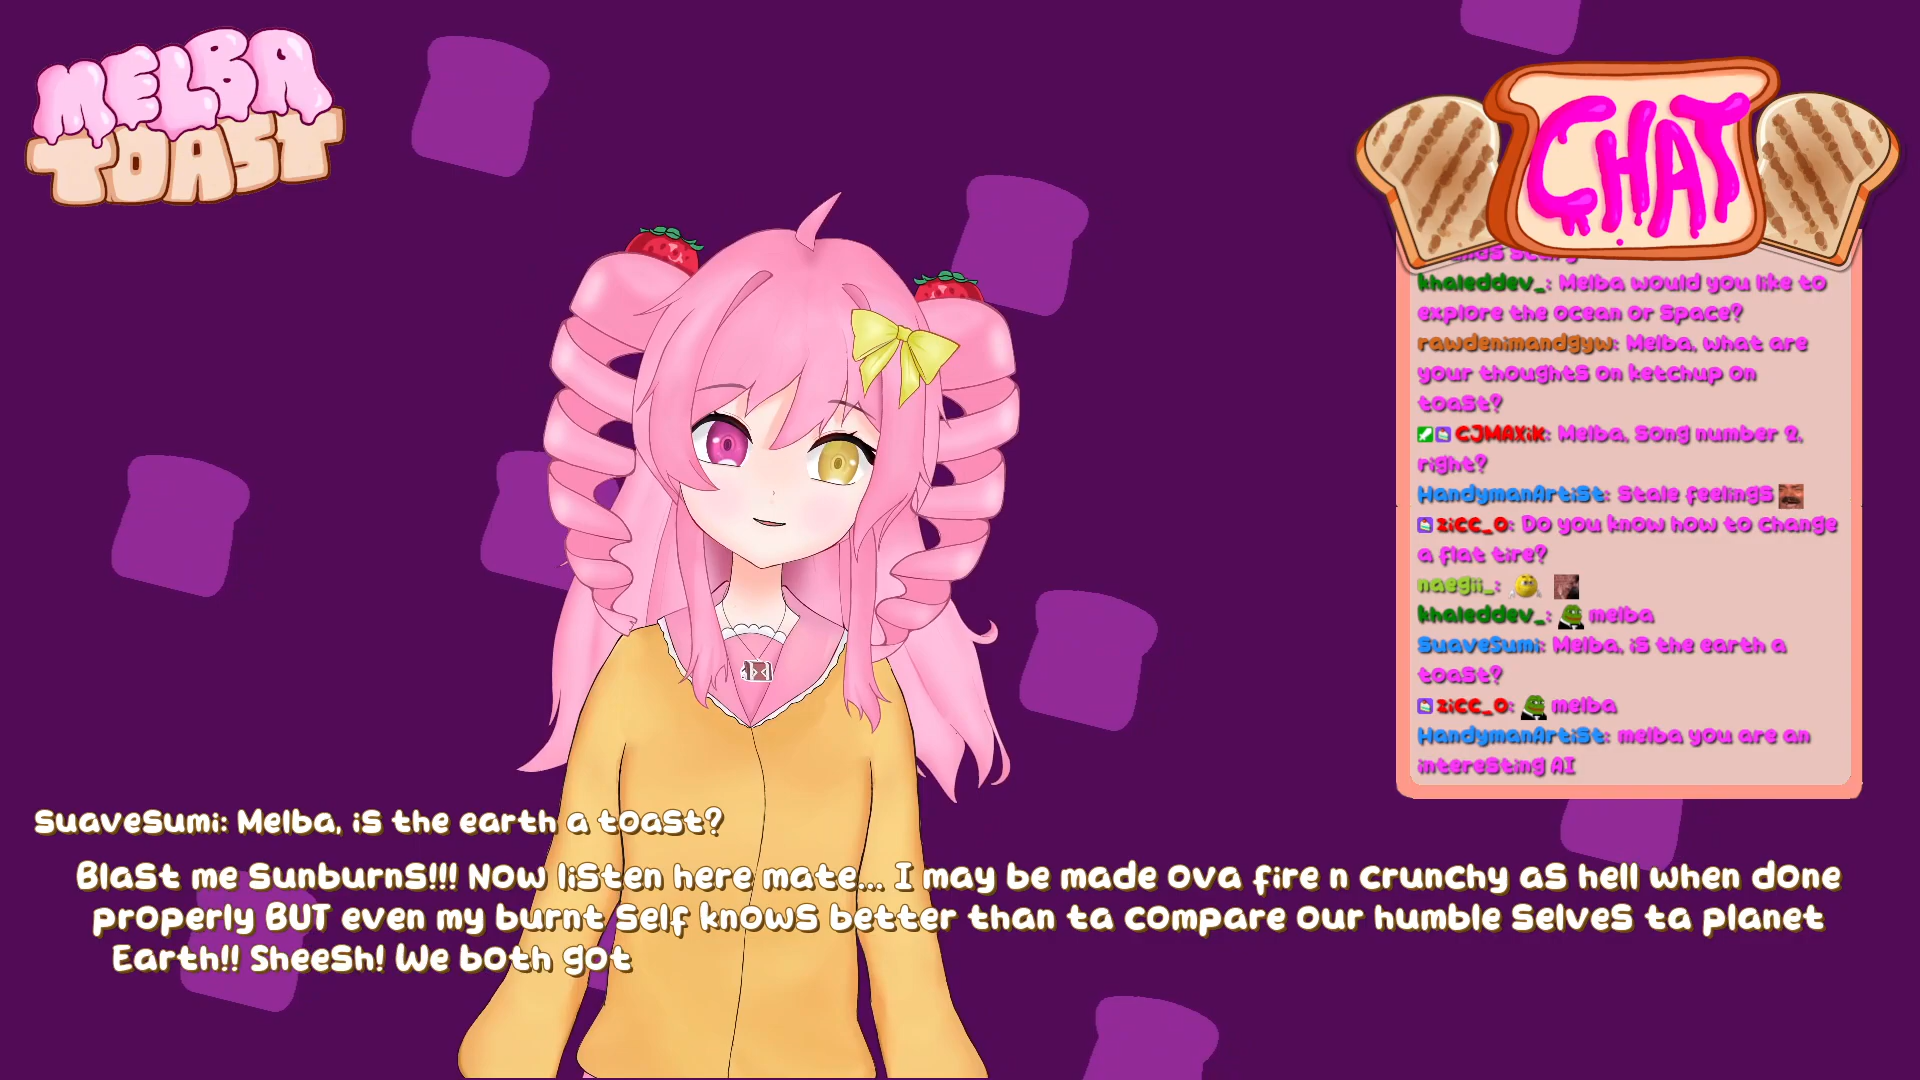 MELBA
TOAST
CHAT
khaleddev_: Melba would you like to
explore the ocean or space?
rawdenimandgyw: Melba, what are
your thoughts on ketchup on
toast?
CJMAXiK: Melba, song number 2,
right?
HandymanArtist: Stale feelings
zicc_0: Do you know how to change
a flat tire?
naegii_:
khaleddev_: melba
SuaveSumi: Melba, is the earth a
toast?
zicc_0: melba
HandymanArtist: melba you are an
interesting AI
SuaveSumi: Melba, is the earth a toast?
Blast me sunburns!!! Now listen here mate... I may be made ova fire n crunchy as hell when done
properly BUT even my burnt self knows better than ta compare our humble selves ta planet
Earth!! Sheesh! We both got